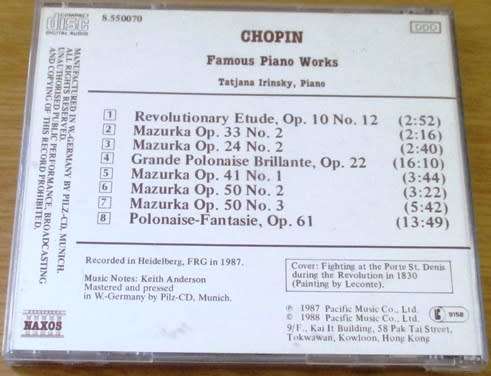 COMPACT
disc
DIGITAL AUDIO
8.550070
DDD
CHOPIN
Famous Piano Works
Tatjana Irinsky, Piano
1 Revolutionary Etude, Op. 10 No. 12 (2:52)
2 Mazurka Op. 33 No. 2 (2:16)
3 Mazurka Op. 24 No. 2 (2:40)
4 Grande Polonaise Brillante, Op. 22 (16:10)
5 Mazurka Op. 41 No. 1 (3:44)
6 Mazurka Op. 50 No. 2 (3:22)
7 Mazurka Op. 50 No. 3 (5:42)
8 Polonaise-Fantasie, Op. 61 (13:49)
MANUFACTURED IN W.-GERMANY BY PILZ-CD, MUNICH.
ALL RIGHTS RESERVED.
UNAUTHORISED PUBLIC PERFORMANCE, BROADCASTING
AND COPYING OF THIS RECORD PROHIBITED.
Recorded in Heidelberg, FRG in 1987.
Music Notes: Keith Anderson
Mastered and pressed
in W.-Germany by Pilz-CD, Munich.
Cover: Fighting at the Porte St. Denis
during the Revolution in 1830
(Painting by Leconte).
℗ 1987 Pacific Music Co., Ltd.
© 1988 Pacific Music Co., Ltd.
9/F., Kai It Building, 58 Pak Tai Street,
Tokwawan, Kowloon, Hong Kong
9158
NAXOS